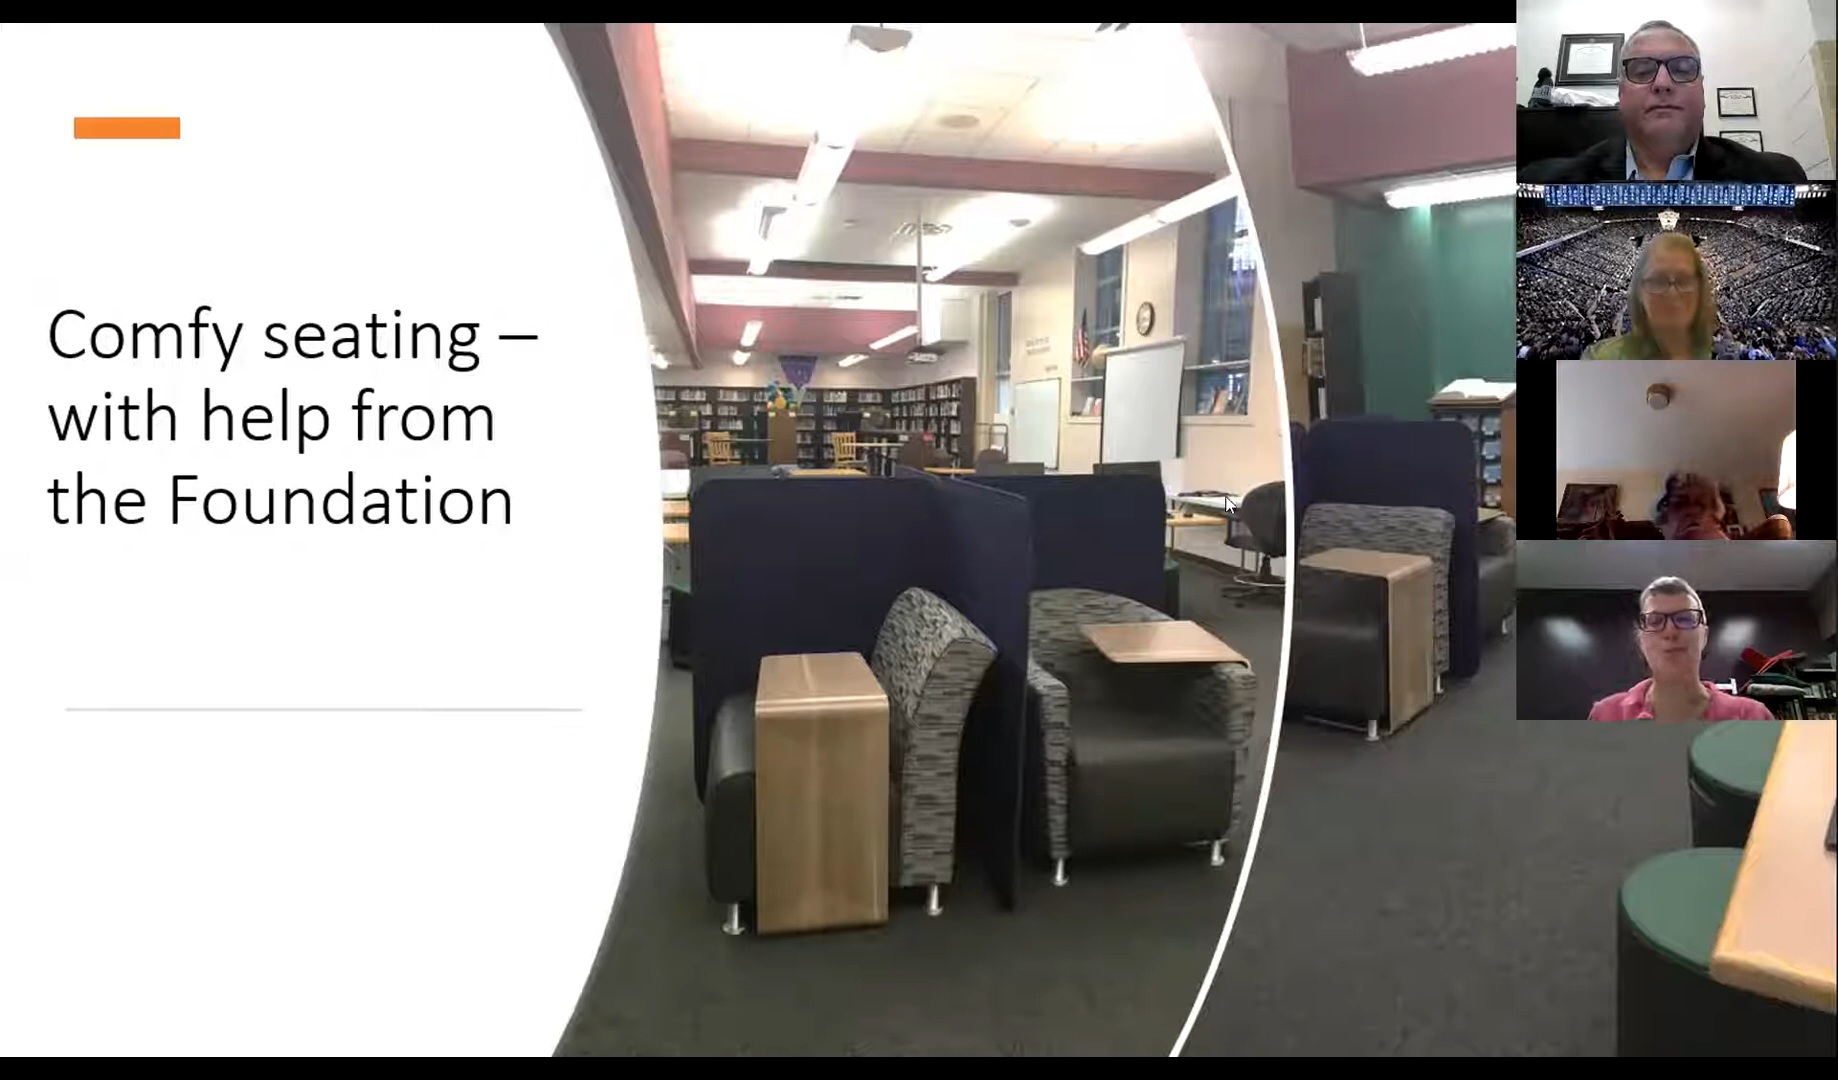 Comfy seating –
with help from
the Foundation